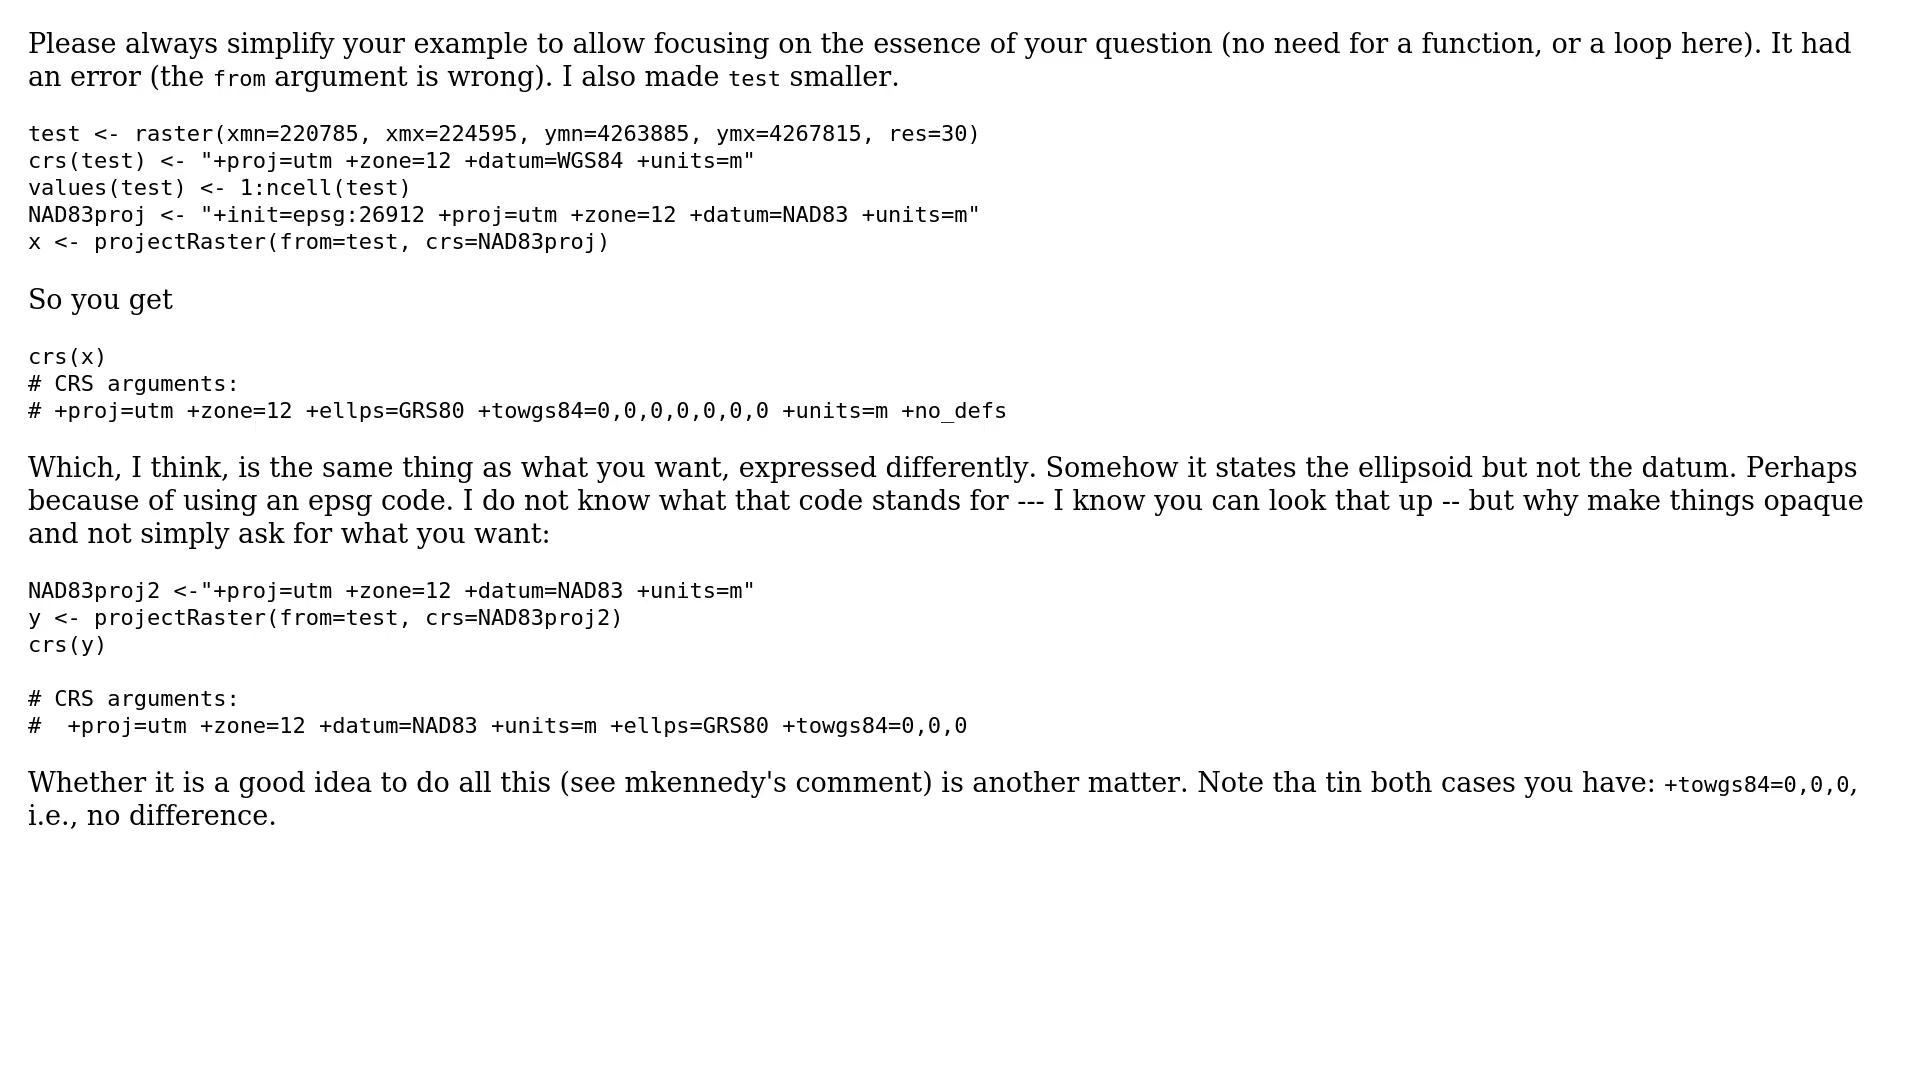 Please always simplify your example to allow focusing on the essence of your question (no need for a function, or a loop here). It had
an error (the from argument is wrong). I also made test smaller.
test <- raster(xmn=220785, xmx=224595, ymn=4263885, ymx=4267815, res=30)
crs(test) <- "+proj=utm +zone=12 +datum=WGS84 +units=m"
values(test) <- 1:ncell(test)
NAD83proj <- "+init=epsg:26912 +proj=utm +zone=12 +datum=NAD83 +units=m"
x <- projectRaster(from=test, crs=NAD83proj)
So you get
crs(x)
# CRS arguments:
# +proj=utm +zone=12 +ellps=GRS80 +towgs84=0,0,0,0,0,0,0 +units=m +no_defs
Which, I think, is the same thing as what you want, expressed differently. Somehow it states the ellipsoid but not the datum. Perhaps
because of using an epsg code. I do not know what that code stands for --- I know you can look that up -- but why make things opaque
and not simply ask for what you want:
NAD83proj2 <-"+proj=utm +zone=12 +datum=NAD83 +units=m"
y <- projectRaster(from=test, crs=NAD83proj2)
crs(y)
# CRS arguments:
#  +proj=utm +zone=12 +datum=NAD83 +units=m +ellps=GRS80 +towgs84=0,0,0
Whether it is a good idea to do all this (see mkennedy's comment) is another matter. Note tha tin both cases you have: +towgs84=0,0,0,
i.e., no difference.